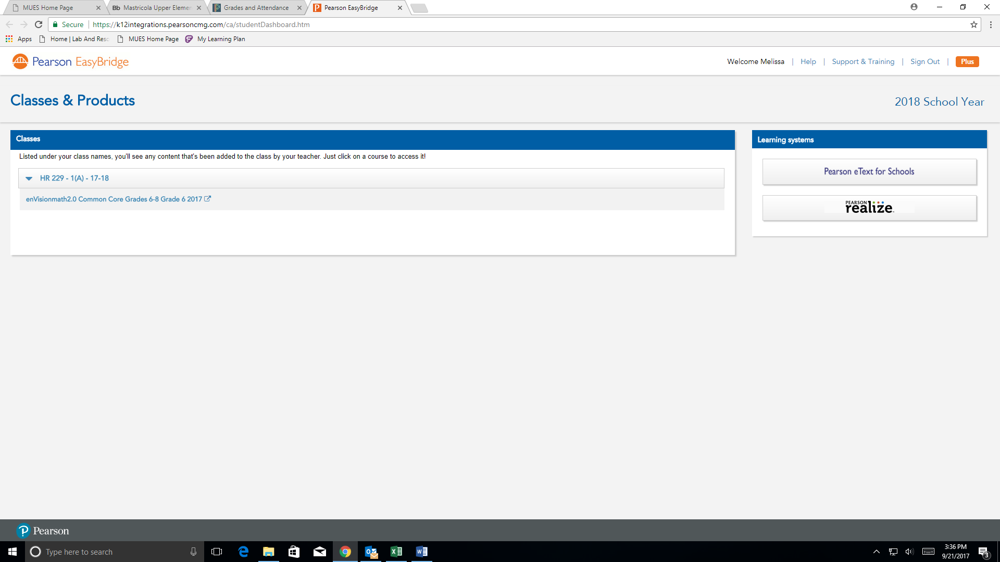 MUES Home Page
Bb Mastricola Upper Elemen
Grades and Attendance
Pearson EasyBridge
Secure | https://k12integrations.pearsoncmg.com/ca/studentDashboard.htm
Apps Home | Lab And Reso MUES Home Page My Learning Plan
Pearson EasyBridge
Welcome Melissa | Help | Support & Training | Sign Out | Plus
Classes & Products
2018 School Year
Classes
Listed under your class names, you'll see any content that's been added to the class by your teacher. Just click on a course to access it!
HR 229 - 1(A) - 17-18
enVisionmath2.0 Common Core Grades 6-8 Grade 6 2017
Learning systems
Pearson eText for Schools
PEARSON
realize
Pearson
Type here to search
3:36 PM
9/21/2017
3